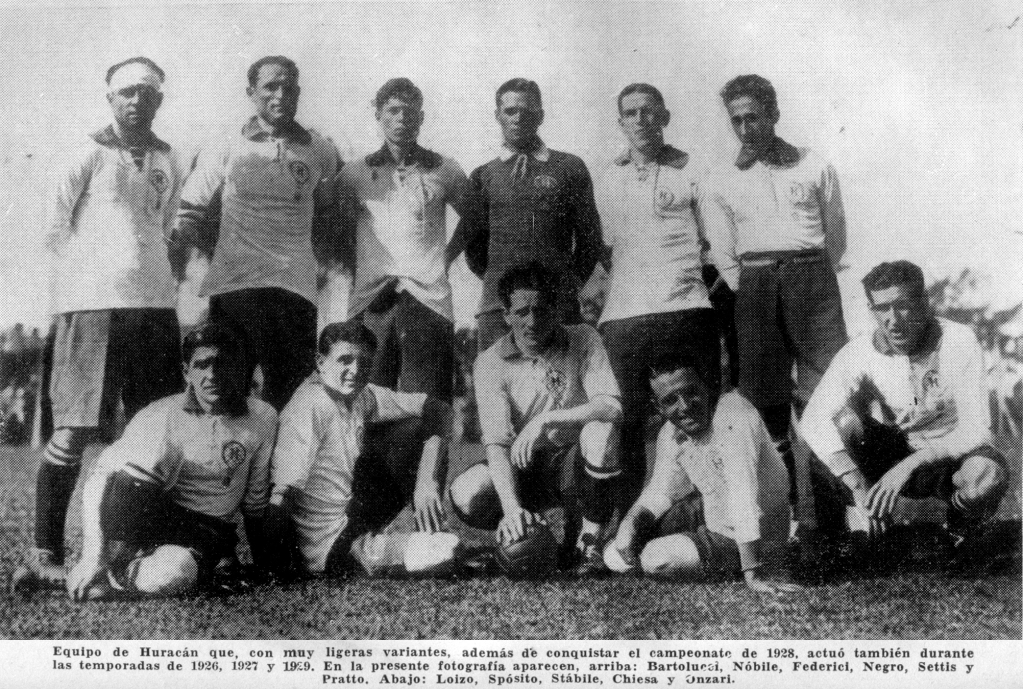 Equipo de Huracán que, con muy ligeras variantes, además de conquistar el campeonato de 1928, actuó también durante
las temporadas de 1926, 1927 y 1929. En la presente fotografía aparecen, arriba: Bartolucci, Nóbile, Federici, Negro, Settis y
Pratto. Abajo: Loizo, Spósito, Stábile, Chiesa y Onzari.